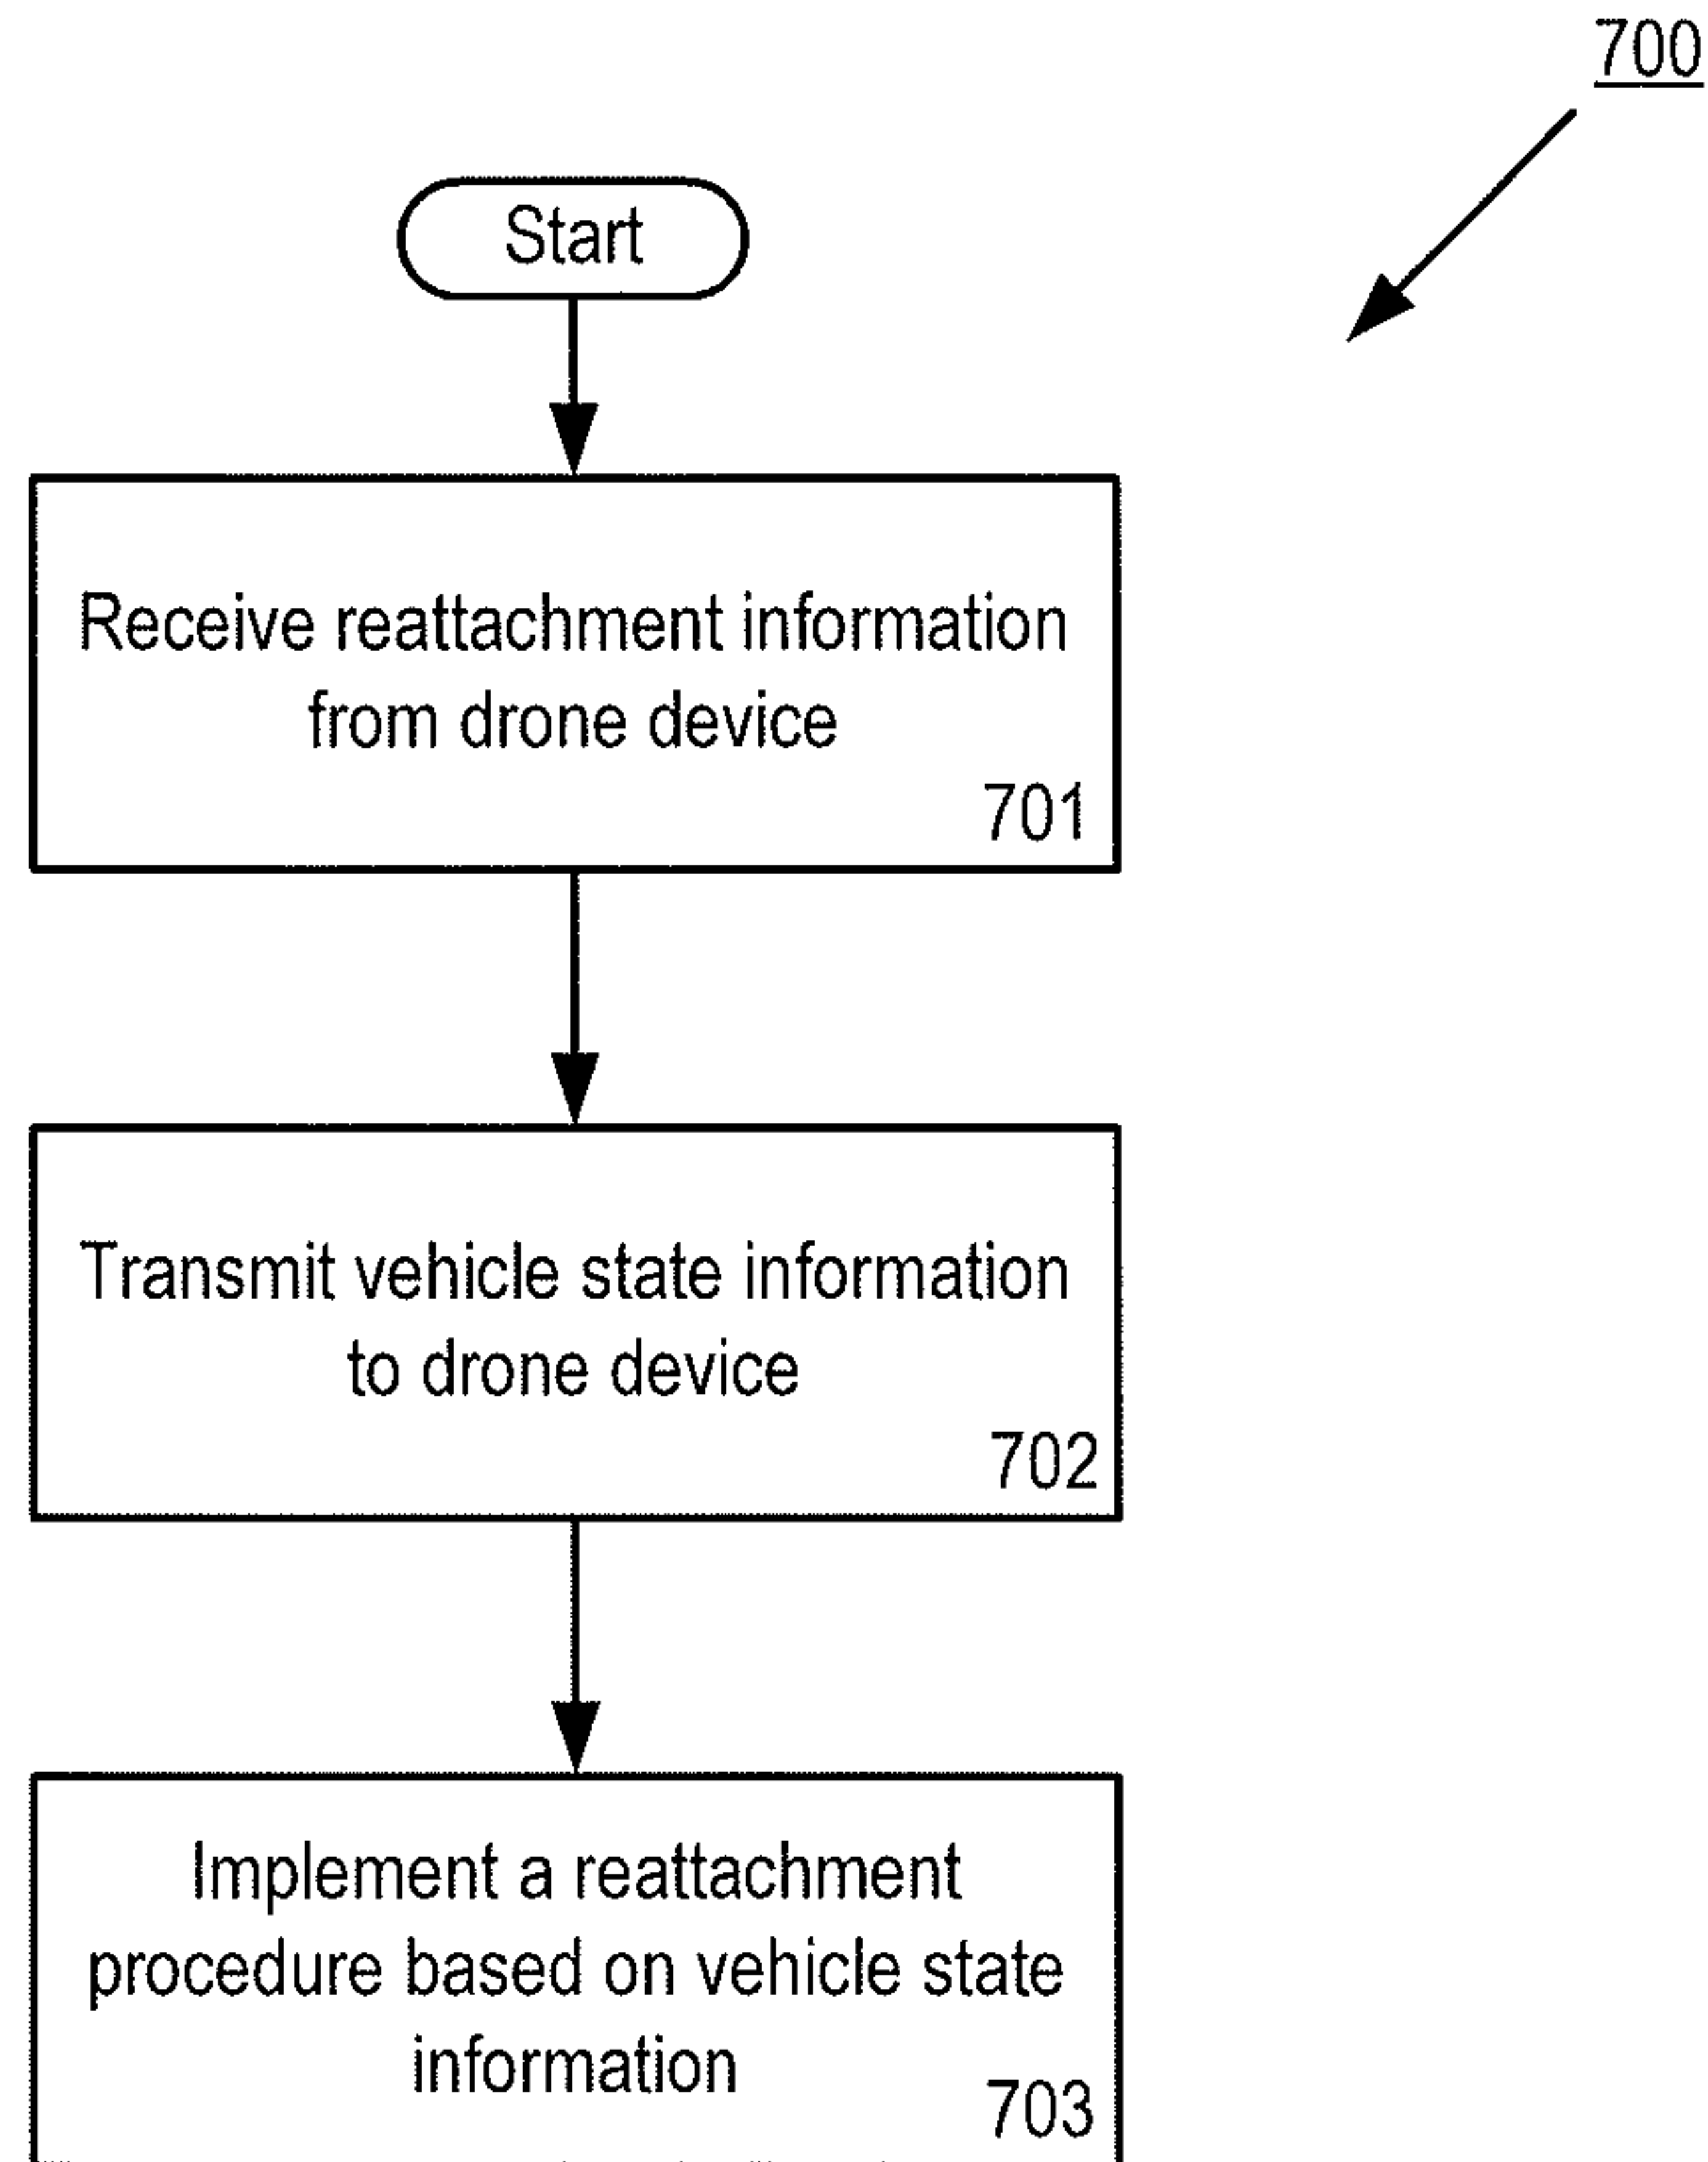 700
Start
Receive reattachment information
from drone device
701
Transmit vehicle state information
to drone device
702
Implement a reattachment
procedure based on vehicle state
information
703